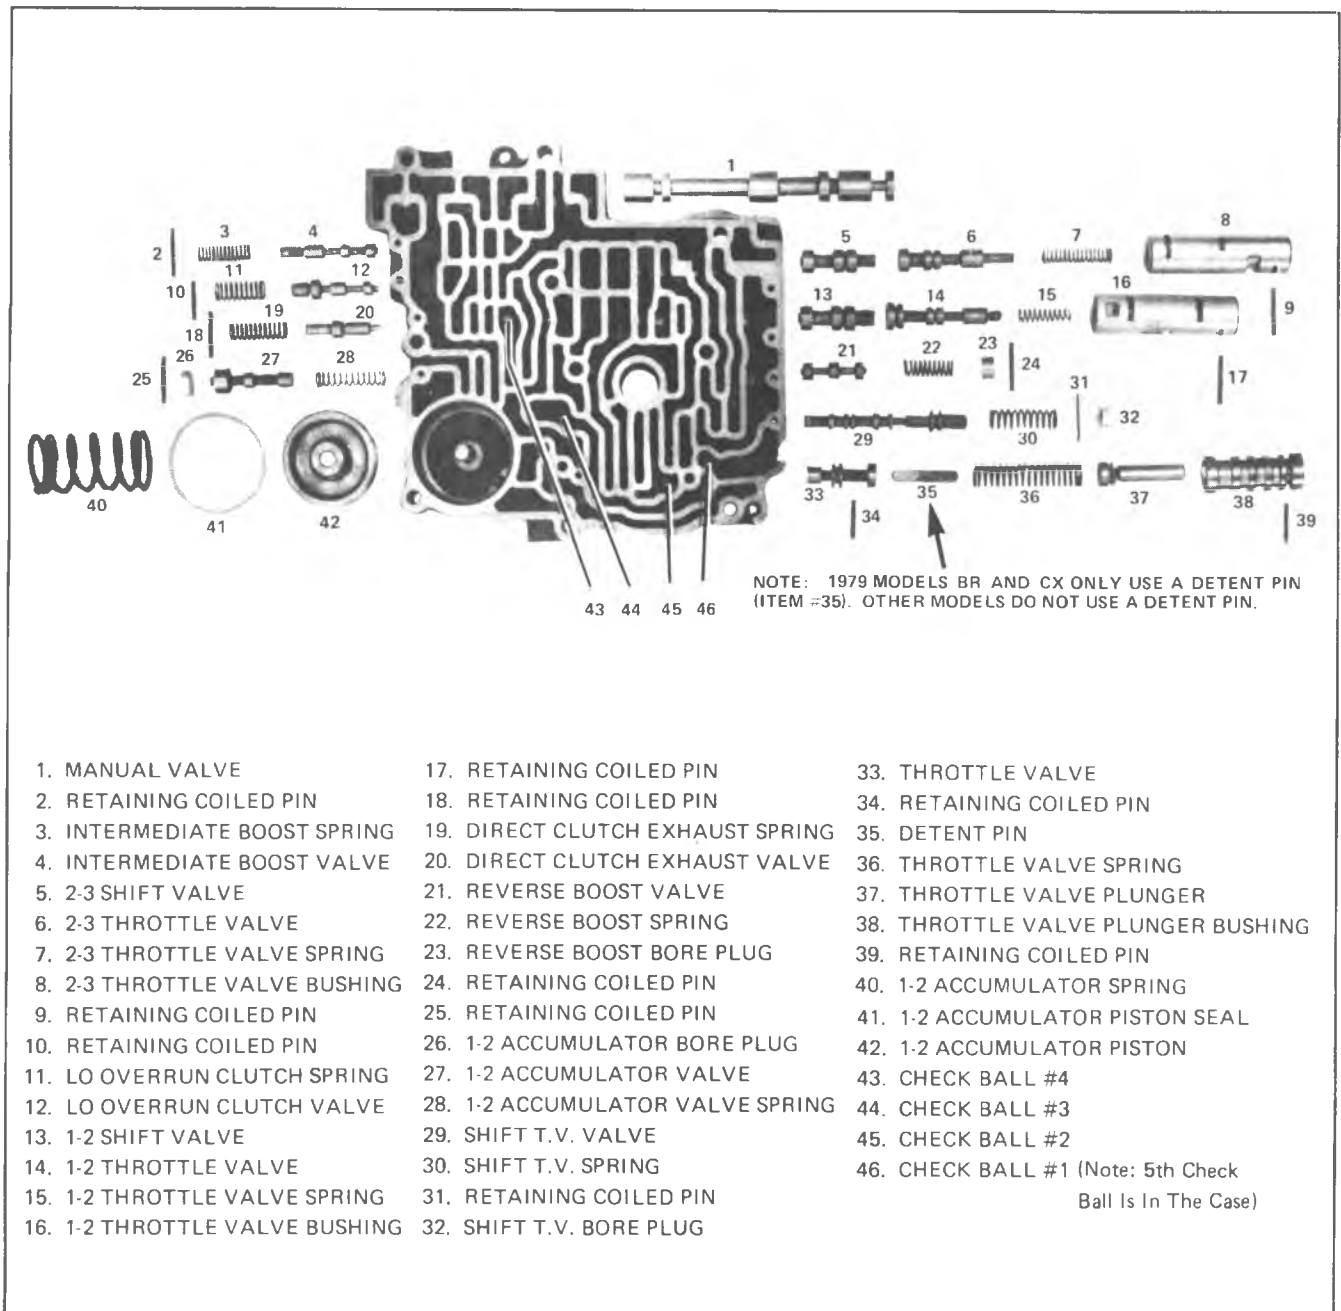 1
8
3
4
5
6
7
2
11
12
16
10
13
14
15
9
19
20
18
23
26
21
22
24
27
28
31
25
17
32
29
30
40
33
35
36
37
38
41
42
34
39
NOTE: 1979 MODELS BR AND CX ONLY USE A DETENT PIN
(ITEM #35). OTHER MODELS DO NOT USE A DETENT PIN.
43 44 45 46
1. MANUAL VALVE
2. RETAINING COILED PIN
3. INTERMEDIATE BOOST SPRING
4. INTERMEDIATE BOOST VALVE
5. 2-3 SHIFT VALVE
6. 2-3 THROTTLE VALVE
7. 2-3 THROTTLE VALVE SPRING
8. 2-3 THROTTLE VALVE BUSHING
9. RETAINING COILED PIN
10. RETAINING COILED PIN
11. LO OVERRUN CLUTCH SPRING
12. LO OVERRUN CLUTCH VALVE
13. 1-2 SHIFT VALVE
14. 1-2 THROTTLE VALVE
15. 1-2 THROTTLE VALVE SPRING
16. 1-2 THROTTLE VALVE BUSHING
17. RETAINING COILED PIN
18. RETAINING COILED PIN
19. DIRECT CLUTCH EXHAUST SPRING
20. DIRECT CLUTCH EXHAUST VALVE
21. REVERSE BOOST VALVE
22. REVERSE BOOST SPRING
23. REVERSE BOOST BORE PLUG
24. RETAINING COILED PIN
25. RETAINING COILED PIN
26. 1-2 ACCUMULATOR BORE PLUG
27. 1-2 ACCUMULATOR VALVE
28. 1-2 ACCUMULATOR VALVE SPRING
29. SHIFT T.V. VALVE
30. SHIFT T.V. SPRING
31. RETAINING COILED PIN
32. SHIFT T.V. BORE PLUG
33. THROTTLE VALVE
34. RETAINING COILED PIN
35. DETENT PIN
36. THROTTLE VALVE SPRING
37. THROTTLE VALVE PLUNGER
38. THROTTLE VALVE PLUNGER BUSHING
39. RETAINING COILED PIN
40. 1-2 ACCUMULATOR SPRING
41. 1-2 ACCUMULATOR PISTON SEAL
42. 1-2 ACCUMULATOR PISTON
43. CHECK BALL #4
44. CHECK BALL #3
45. CHECK BALL #2
46. CHECK BALL #1 (Note: 5th Check
Ball Is In The Case)